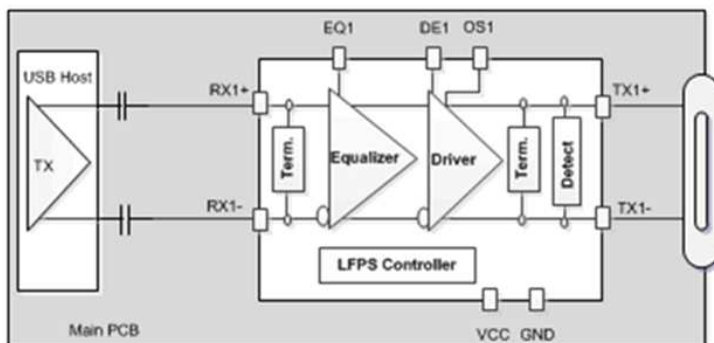 EQ1 DE1 OS1
USB Host
RX1+ TX1+
TX
Term.
Equalizer
Driver
Term.
Detect
RX1- TX1-
LFPS Controller
Main PCB
VCC GND